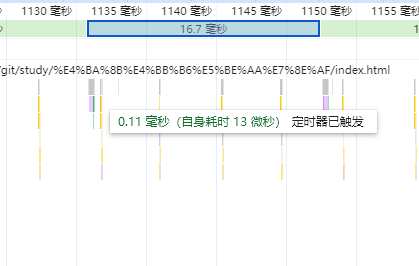 1130 毫秒 1135 毫秒 1140 毫秒 1145 毫秒 1150 毫秒 1155 毫秒
16.7 毫秒
/git/study/%E4%BA%8B%E4%BB%B6%E5%BE%AA%E7%8E%AF/index.html
0.11 毫秒（自身耗时 13 微秒） 定时器已触发